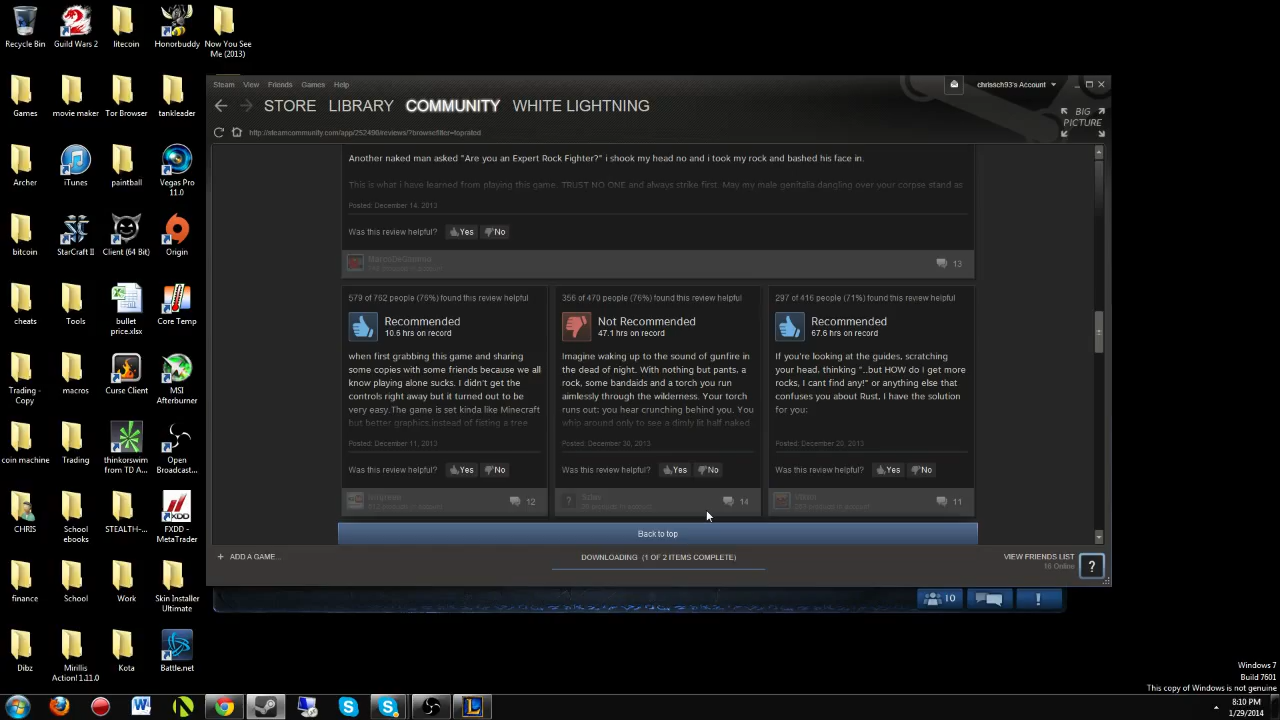 Recycle Bin
Guild Wars 2
litecoin
Honorbuddy
Now You See Me (2013)
Games
movie maker
Tor Browser
tankleader
Archer
iTunes
paintball
Vegas Pro 11.0
bitcoin
StarCraft II
Client (64 Bit)
Origin
cheats
Tools
bullet price.xlsx
Core Temp
Trading - Copy
macros
Curse Client
MSI Afterburner
coin machine
Trading
thinkorswim from TD A...
Open Broadcast...
CHRIS
School ebooks
STEALTH-...
FXDD - MetaTrader
finance
School
Work
Skin Installer Ultimate
Dibz
Mirillis Action! 1.11.0
Kota
Battle.net
Steam View Friends Games Help
chrissch93's Account
STORE LIBRARY COMMUNITY WHITE LIGHTNING
BIG PICTURE
http://steamcommunity.com/app/252490/reviews/?browsefilter=toprated
Another naked man asked "Are you an Expert Rock Fighter?" i shook my head no and i took my rock and bashed his face in.
This is what i have learned from playing this game. TRUST NO ONE and always strike first. May my male genitalia dangling over your corpse stand as
Posted: December 14, 2013
Was this review helpful? Yes No
MarcoDeGamma
13
579 of 762 people (76%) found this review helpful
Recommended
10.6 hrs on record
when first grabbing this game and sharing
some copies with some friends because we all
know playing alone sucks. I didn't get the
controls right away but it turned out to be
very easy.The game is set kinda like Minecraft
but better graphics.instead of fisting a tree
Posted: December 11, 2013
Was this review helpful? Yes No
12
356 of 470 people (76%) found this review helpful
Not Recommended
47.1 hrs on record
Imagine waking up to the sound of gunfire in
the dead of night. With nothing but pants, a
rock, some bandaids and a torch you run
aimlessly through the wilderness. Your torch
runs out: you hear crunching behind you. You
whip around only to see a dimly lit half naked
Posted: December 30, 2013
Was this review helpful? Yes No
14
297 of 416 people (71%) found this review helpful
Recommended
67.6 hrs on record
If you're looking at the guides, scratching
your head, thinking "..but HOW do I get more
rocks, I cant find any!" or anything else that
confuses you about Rust, I have the solution
for you:
Posted: December 20, 2013
Was this review helpful? Yes No
11
Back to top
+ ADD A GAME...
DOWNLOADING (1 OF 2 ITEMS COMPLETE)
VIEW FRIENDS LIST
16 Online
?
10
Windows 7
Build 7601
This copy of Windows is not genuine
8:10 PM
1/29/2014